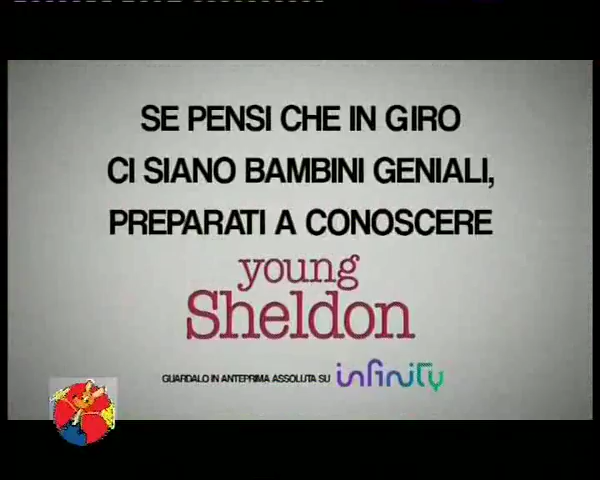 SE PENSI CHE IN GIRO
CI SIANO BAMBINI GENIALI,
PREPARATI A CONOSCERE
young
Sheldon
GUARDALO IN ANTEPRIMA ASSOLUTA SU infinity